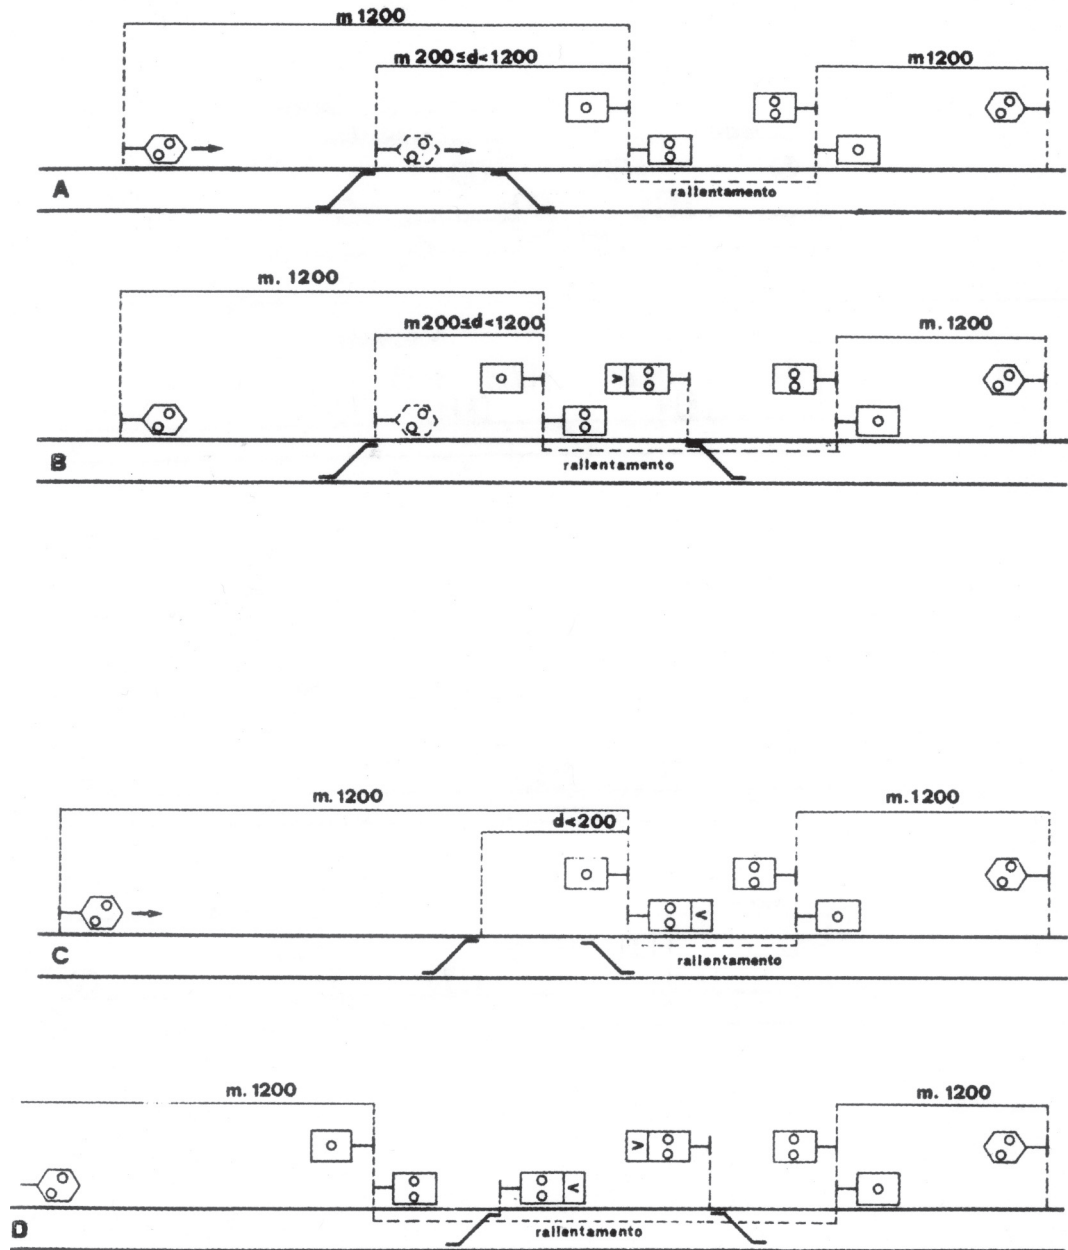 m 1200
m 200≤d<1200
m1200
rallentamento
A
m. 1200
m200≤d<1200
m. 1200
V
rallentamento
B
m. 1200
m. 1200
d<200
V
rallentamento
C
m. 1200
m. 1200
V
V
rallentamento
D